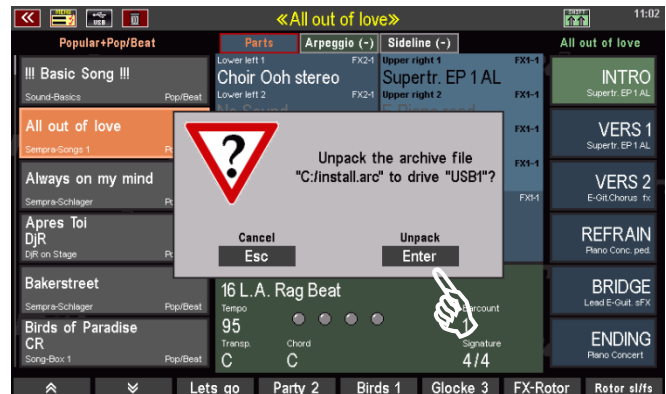 MENU
USB
«All out of love»
11:02
Popular+Pop/Beat
Parts
Arpeggio (-)
Sideline (-)
All out of love
!!! Basic Song !!!
Sound-Basics
Pop/Beat
All out of love
Sempra-Songs 1
Always on my mind
Sempra-Schlager
Apres Toi
DjR
DjR on Stage
Bakerstreet
Sempra-Schlager
Pop/Beat
Birds of Paradise
CR
Song-Box 1
Pop/Beat
Lower left 1
FX2-1
Choir Ooh stereo
Lower left 2
FX2-1
No Sound
Upper right 1
FX1-1
Supertr. EP 1 AL
Upper right 2
FX1-1
FX1-1
FX1-1
FX1-1
Unpack the archive file
"C:/install.arc" to drive "USB1"?
Cancel
Esc
Unpack
Enter
16 L.A. Rag Beat
Tempo
95
Transp.
C
Chord
C
Signature
4/4
INTRO
Supertr. EP 1 AL
VERS 1
Supertr. EP 1 AL
VERS 2
E-Git.Chorus fx
REFRAIN
Piano Conc. ped.
BRIDGE
Lead E-Guit. sFX
ENDING
Piano Concert
Lets go
Party 2
Birds 1
Glocke 3
FX-Rotor
Rotor sl/fs